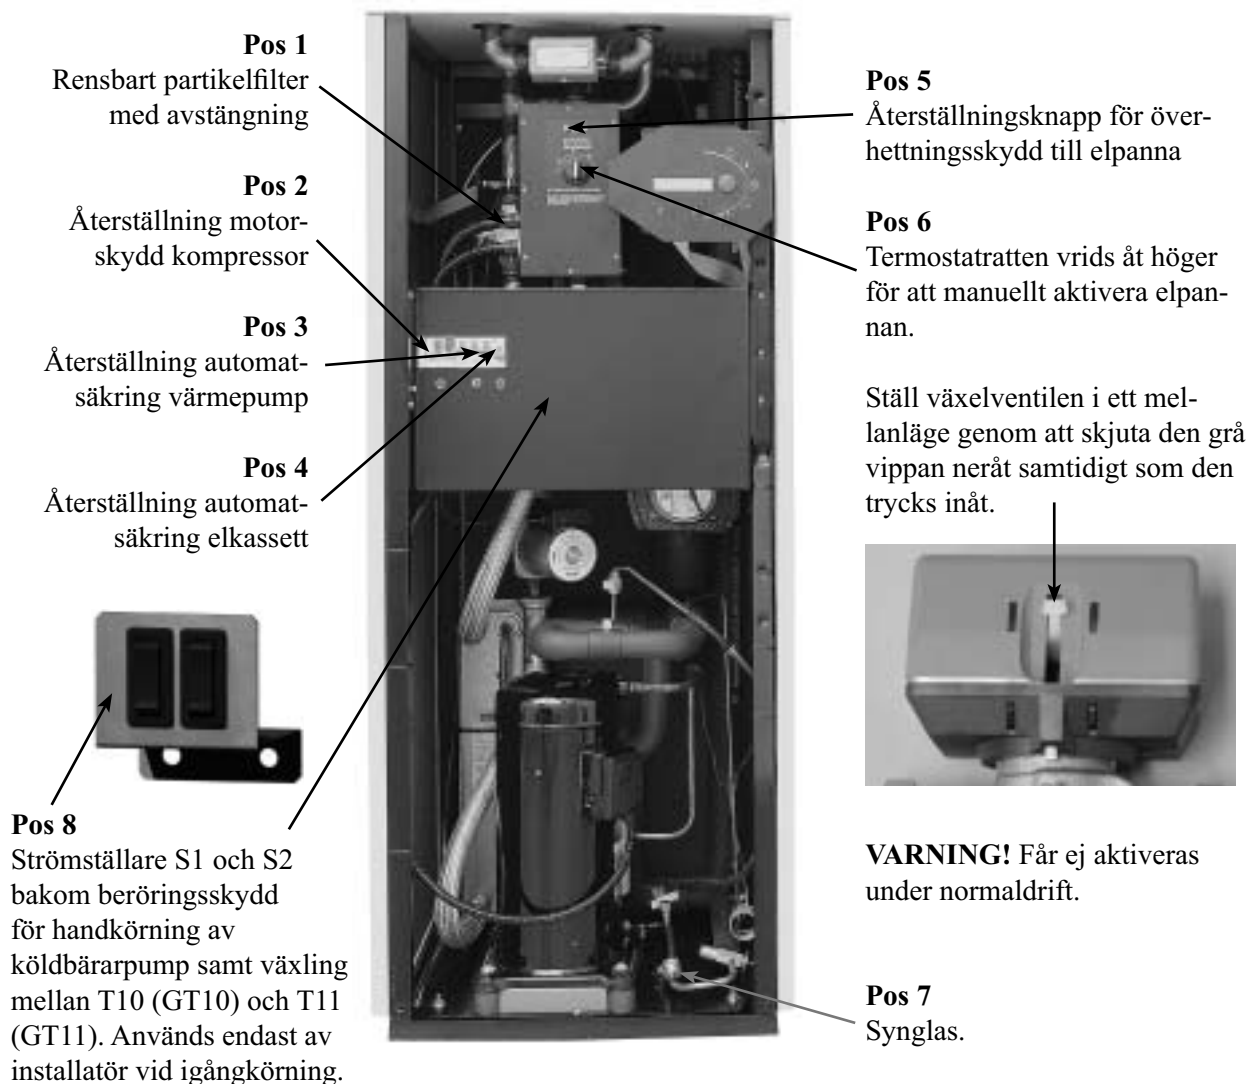 Pos 1
Rensbart partikelfilter
med avstängning
Pos 2
Återställning motor-
skydd kompressor
Pos 3
Återställning automat-
säkring värmepump
Pos 4
Återställning automat-
säkring elkassett
Pos 8
Strömställare S1 och S2
bakom beröringsskydd
för handkörning av
köldbärarpump samt växling
mellan T10 (GT10) och T11
(GT11). Används endast av
installatör vid igångkörning.
Pos 5
Återställningsknapp för över-
hettningsskydd till elpanna
Pos 6
Termostatratten vrids åt höger
för att manuellt aktivera elpan-
nan.
Ställ växelventilen i ett mel-
lanläge genom att skjuta den grå
vippan neråt samtidigt som den
trycks inåt.
VARNING! Får ej aktiveras
under normaldrift.
Pos 7
Synglas.